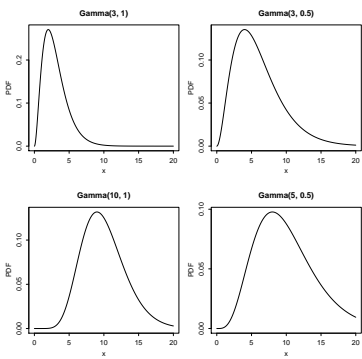 Gamma(3, 1)
PDF
0.0 0.1 0.2
0 5 10 15 20
x
Gamma(3, 0.5)
PDF
0.00 0.05 0.10
0 5 10 15 20
x
Gamma(10, 1)
PDF
0.00 0.05 0.10
0 5 10 15 20
x
Gamma(5, 0.5)
PDF
0.00 0.05 0.10
0 5 10 15 20
x